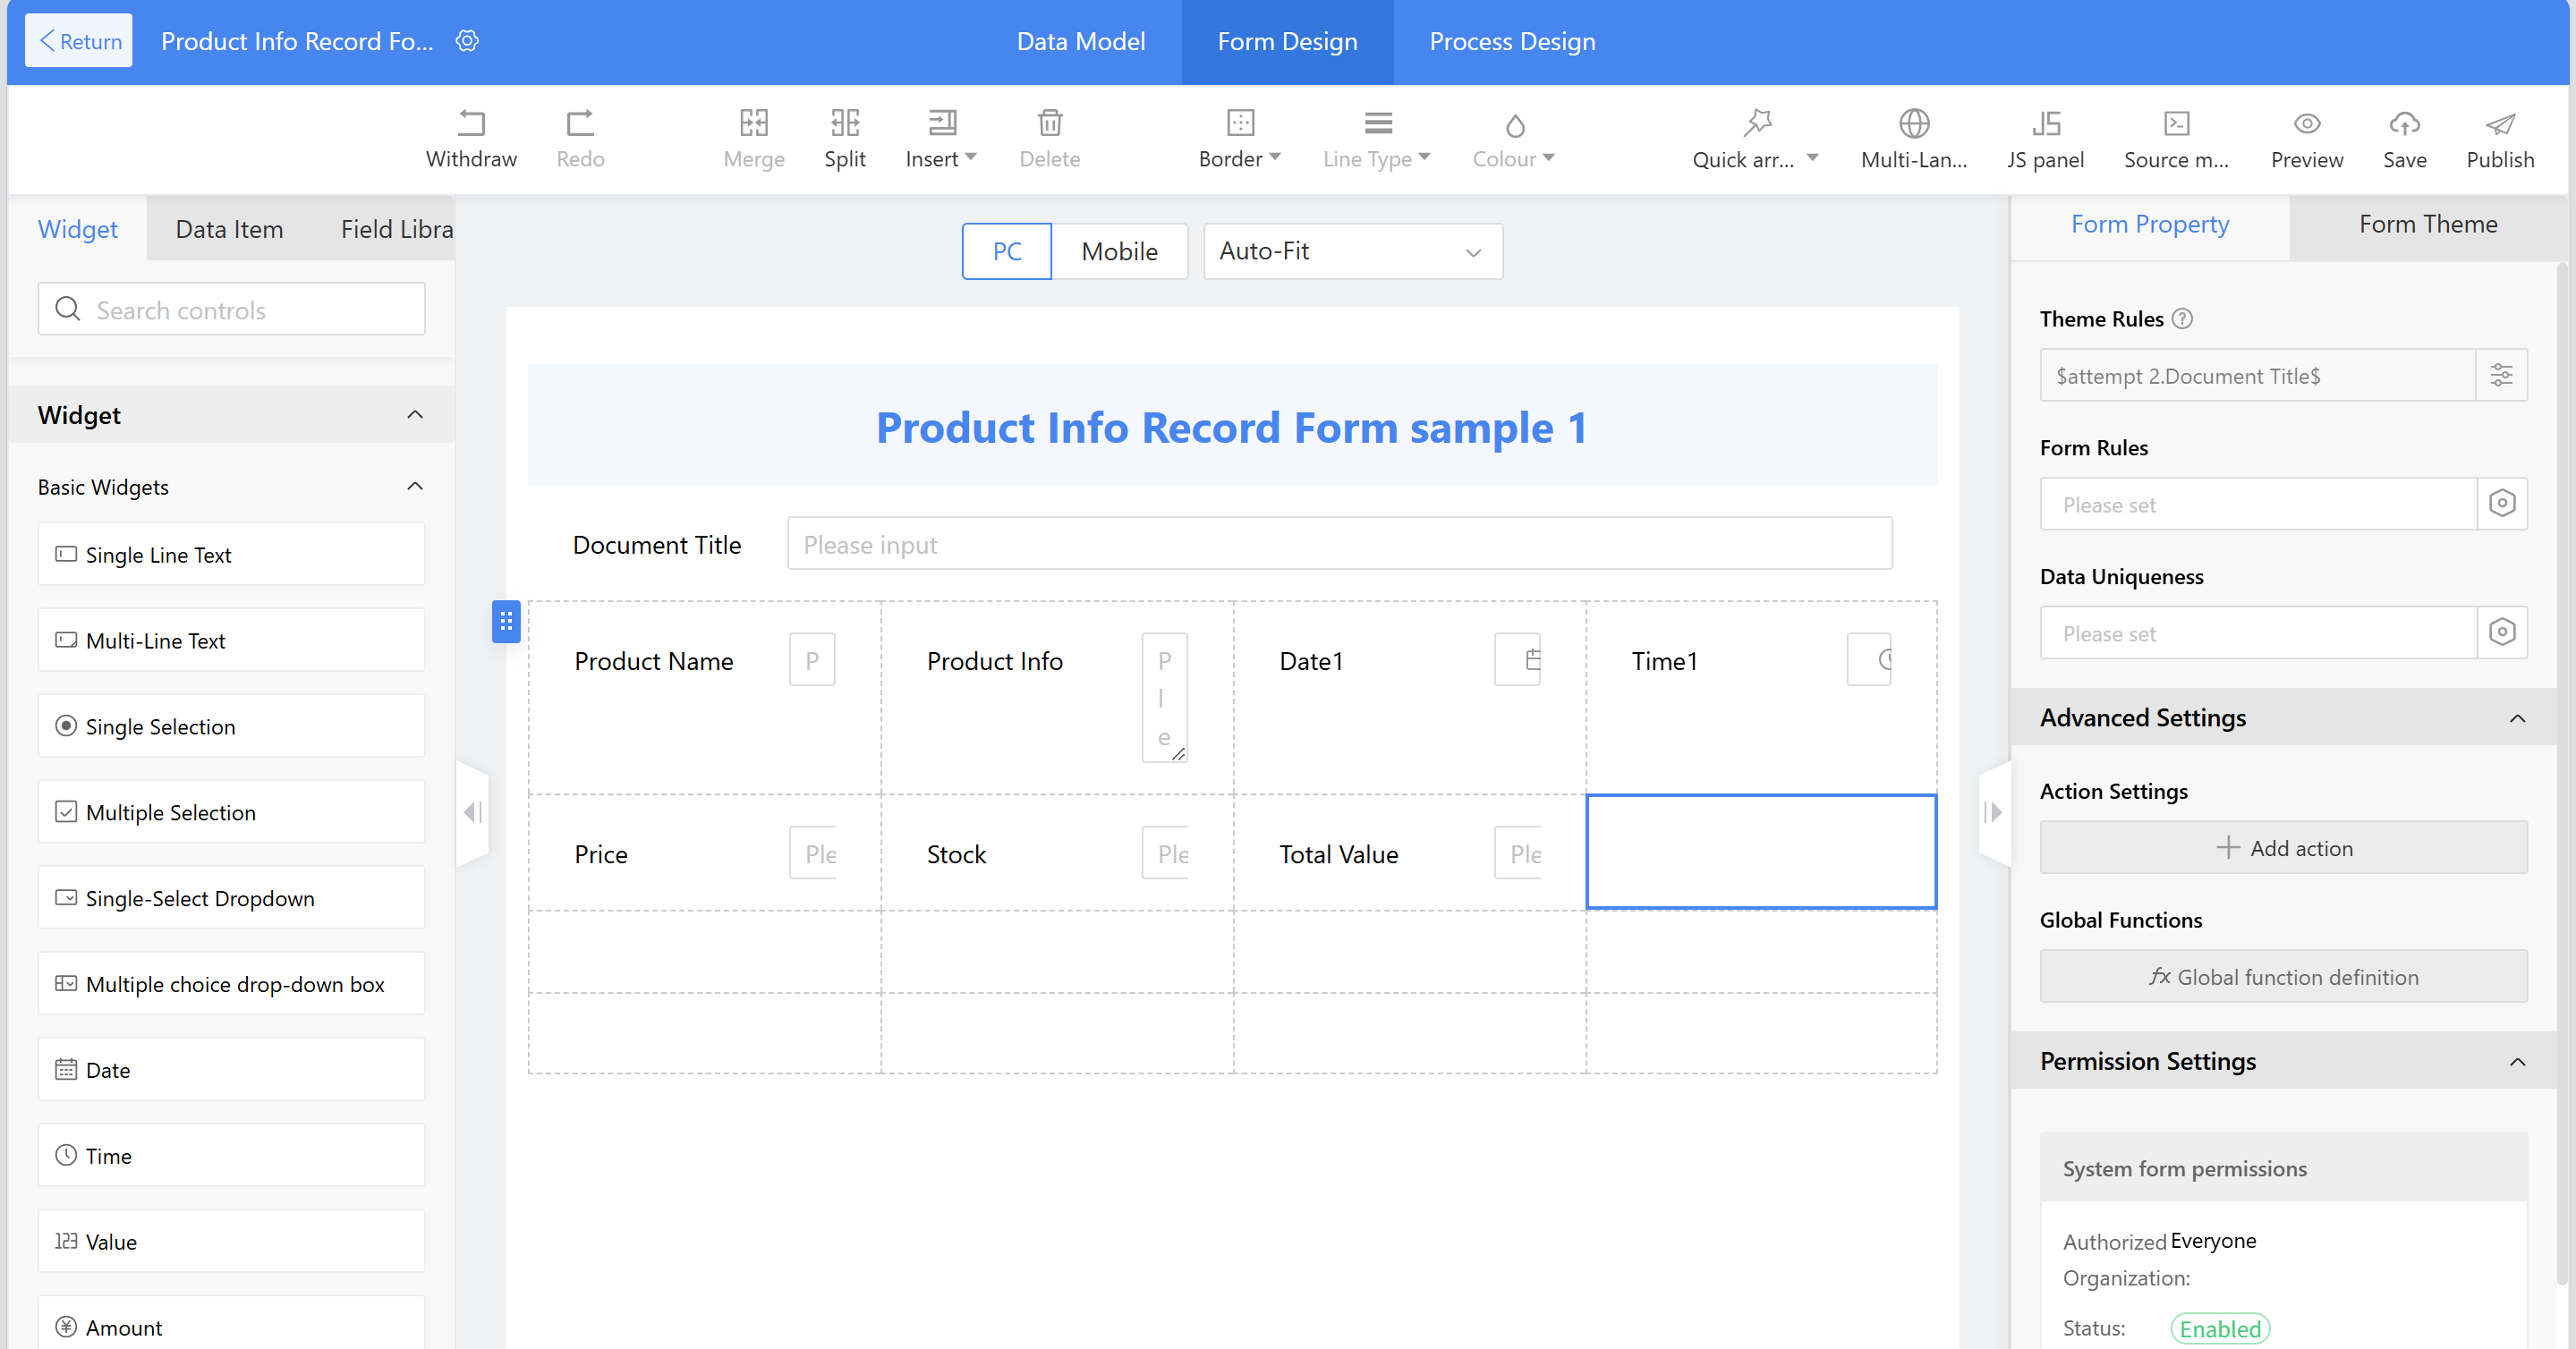 Return
Product Info Record Fo...
Data Model
Form Design
Process Design
Withdraw
Redo
Merge
Split
Insert
Delete
Border
Line Type
Colour
Quick arr...
Multi-Lan...
JS panel
Source m...
Preview
Save
Publish
Widget
Data Item
Field Libra
PC
Mobile
Auto-Fit
Form Property
Form Theme
Search controls
Widget
Basic Widgets
Single Line Text
Multi-Line Text
Single Selection
Multiple Selection
Single-Select Dropdown
Multiple choice drop-down box
Date
Time
Value
Amount
Product Info Record Form sample 1
Document Title
Please input
Product Name
P
Product Info
P
l
e
Date1
Time1
Price
Ple
Stock
Ple
Total Value
Ple
Theme Rules
$attempt 2.Document Title$
Form Rules
Please set
Data Uniqueness
Please set
Advanced Settings
Action Settings
Add action
Global Functions
fx Global function definition
Permission Settings
System form permissions
Authorized Everyone
Organization:
Status: Enabled